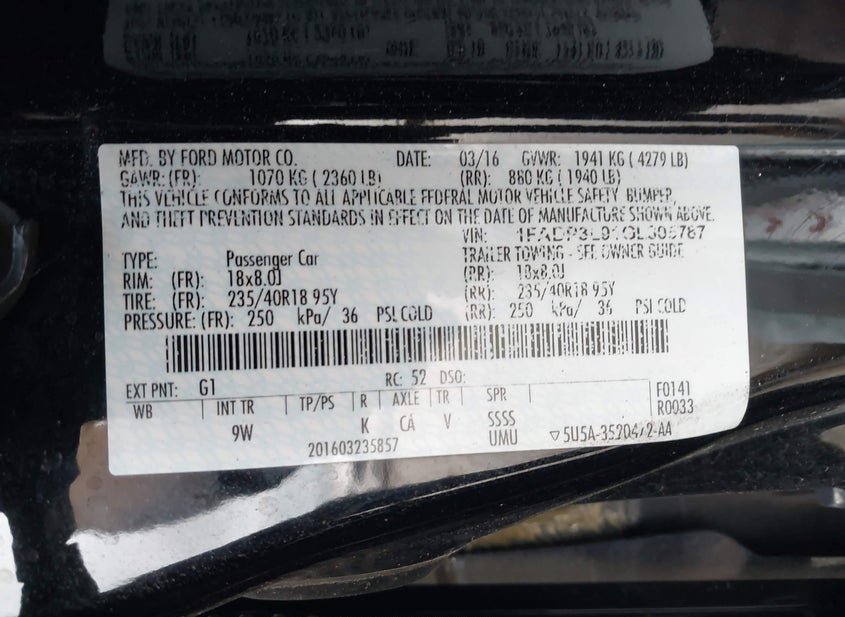 MFD. BY FORD MOTOR CO. DATE: 03/16 GVWR: 1941 KG ( 4279 LB)
GAWR: (FR): 1070 KG ( 2360 LB) (RR): 880 KG ( 1940 LB)
THIS VEHICLE CONFORMS TO ALL APPLICABLE FEDERAL MOTOR VEHICLE SAFETY, BUMPER,
AND THEFT PREVENTION STANDARDS IN EFFECT ON THE DATE OF MANUFACTURE SHOWN ABOVE.
VIN:
TYPE: Passenger Car TRAILER TOWING - SEE OWNER GUIDE
RIM: (FR): 18x8.0J (RR): 18x8.0J
TIRE: (FR): 235/40R18 95Y (RR): 235/40R18 95Y
PRESSURE: (FR): 250 kPa/ 36 PSI COLD (RR): 250 kPa/ 36 PSI COLD
EXT PNT: G1 RC: 52 DSO: F0141
WB INT TR TP/PS R AXLE TR SPR R0033
9W K CA V SSSS
UMU
201603235857